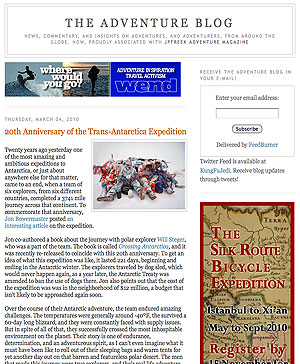 THE ADVENTURE BLOG
NEWS, COMMENTARY, AND INSIGHTS ON ADVENTURES, AND ADVENTURERS, FROM AROUND THE
GLOBE. NOW, PROUDLY ASSOCIATED WITH JPFREEK ADVENTURE MAGAZINE
where
would
you go?
ADVENTURE IN SPIRATION
TRAVEL ACTIVISM
wend
THURSDAY, MARCH 04, 2010
20th Anniversary of the Trans-Antarctica Expedition
Twenty years ago yesterday one
of the most amazing and
ambitious expeditions to
Antarctica, or just about
anywhere else for that matter,
came to an end, when a team of
six explorers, from six different
countries, completed a 3741 mile
journey across that continent. To
commemorate that anniversary,
Jon Bowermaster posted an
interesting article on the expedition.
Jon co-authored a book about the journey with polar explorer Will Steger,
who was a part of the team. The book is called Crossing Antarctica, and it
was recently re-released to coincide with this 20th anniversary. To get an
idea of what this expedition was like, it lasted 221 days, beginning and
ending in the Antarctic winter. The explorers traveled by dog sled, which
would never happen again, as a year later, the Antarctic Treaty was
amended to ban the use of dogs there. Jon also points out that the cost of
the expedition was in the neighborhood of $12 million, a budget that
isn't likely to be approached again soon.
Over the course of their Antarctic adventure, the team endured amazing
challenges. The temperatures were generally around -40°F, the survived a
60-day long blizzard, and they were constantly faced with supply issues.
But in spite of all of that, they successfully crossed the most inhospitable
environment on the planet. Their story is one of endurance,
determination, and an adventurous spirit, as I can't even imagine what it
must have been like to roll out of their sleeping bags and warm tents for
yet another day out on that barren and featureless polar desert. The men
RECEIVE THE ADVENTURE BLOG IN
YOUR E-MAIL!
Enter your email address:
Subscribe
Delivered by FeedBurner
Twitter Feed is available at
KungFuJedi. Receive blog updates
through tweets!
THE
SILK ROUTE
BICYCLE
EXPEDITION
Istanbul to Xi'an
May to Sept 2010
Register by